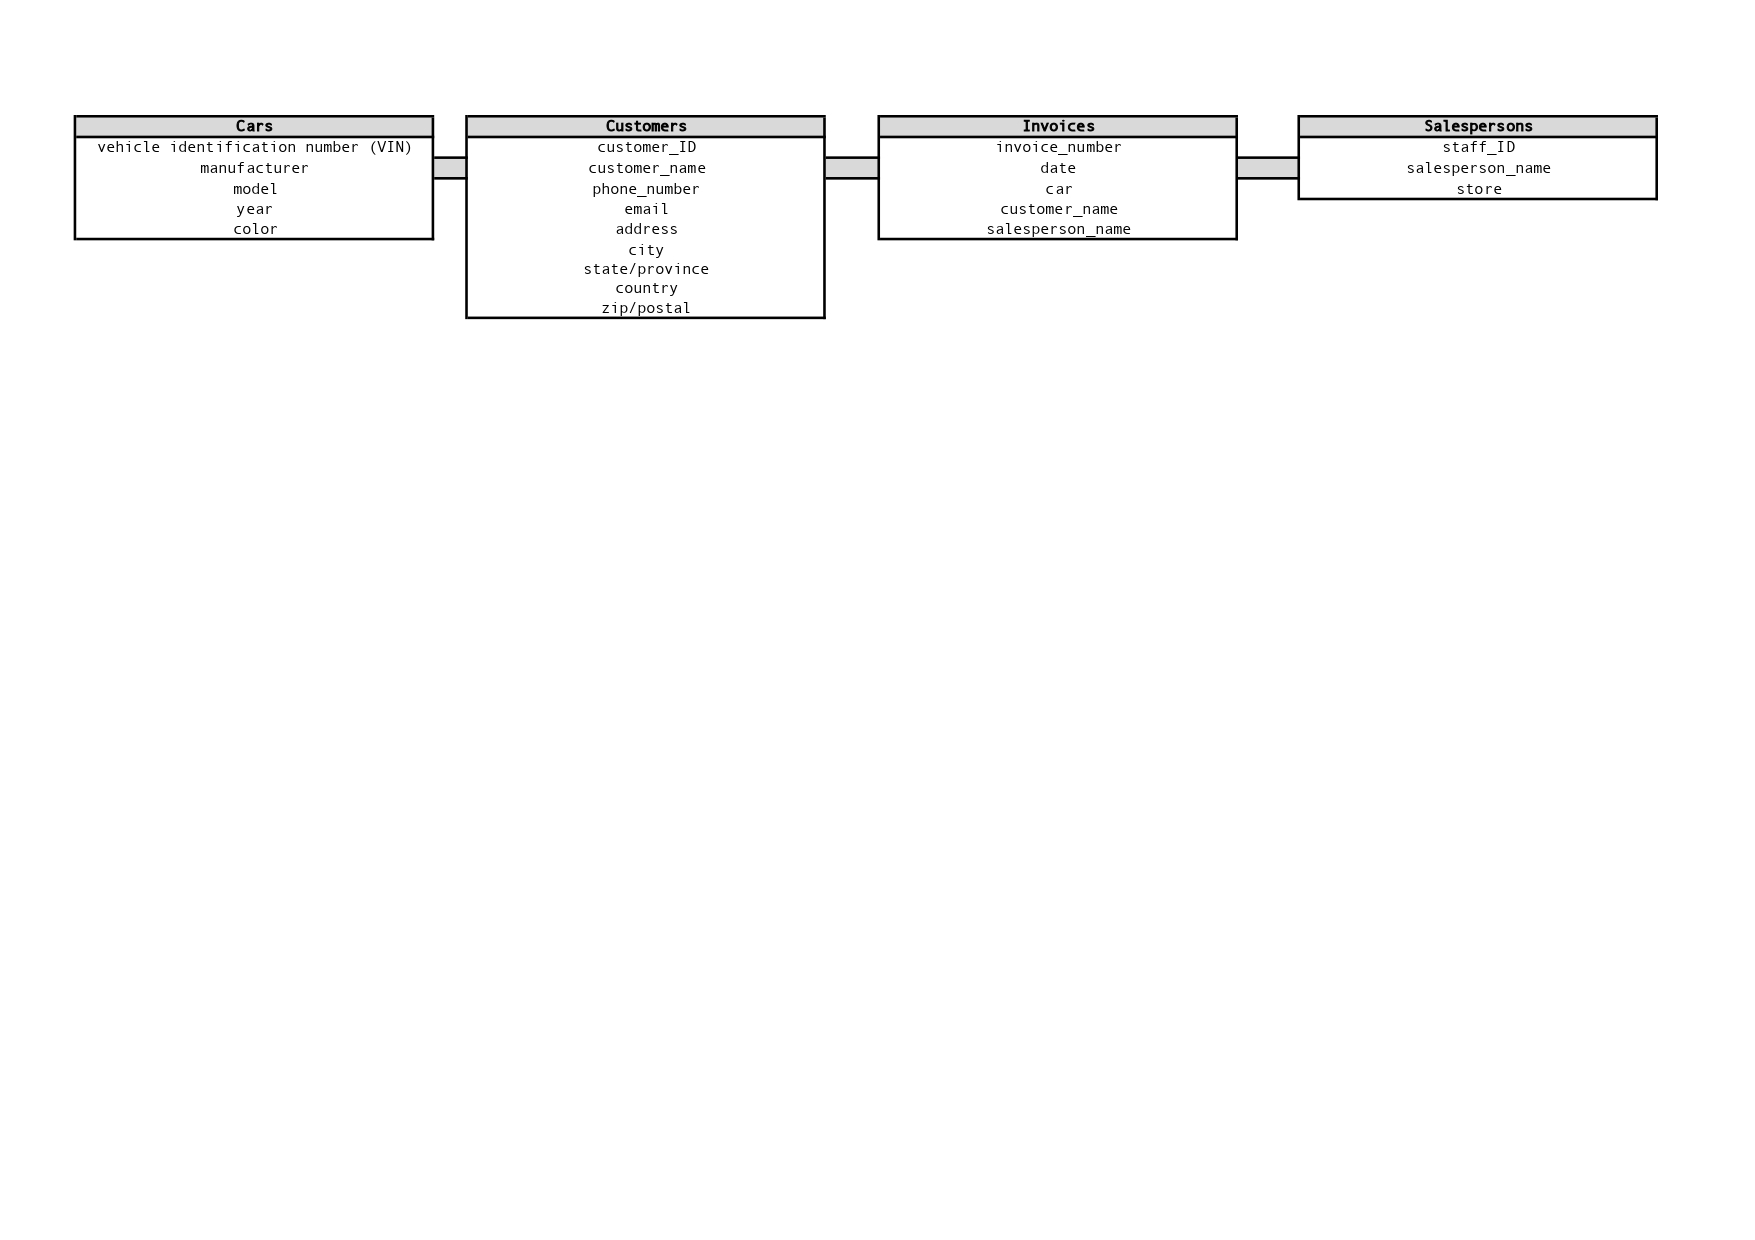 Cars
vehicle identification number (VIN)
manufacturer
model
year
color
Customers
customer_ID
customer_name
phone_number
email
address
city
state/province
country
zip/postal
Invoices
invoice_number
date
car
customer_name
salesperson_name
Salespersons
staff_ID
salesperson_name
store